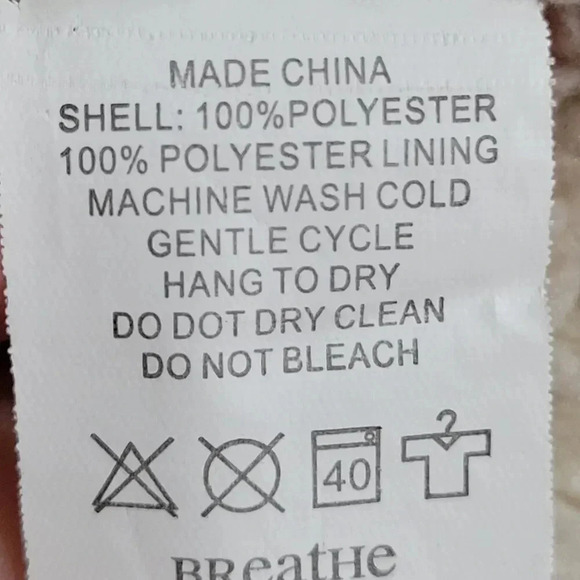 MADE CHINA
SHELL: 100%POLYESTER
100% POLYESTER LINING
MACHINE WASH COLD
GENTLE CYCLE
HANG TO DRY
DO DOT DRY CLEAN
DO NOT BLEACH
40
BReatHe